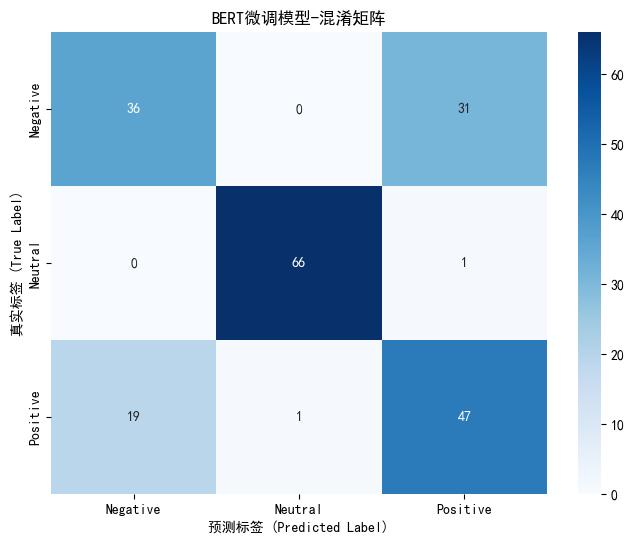 BERT微调模型-混淆矩阵
真实标签 (True Label)
Negative
36
0
31
Neutral
0
66
1
Positive
19
1
47
Negative
Neutral
Positive
预测标签 (Predicted Label)
60
50
40
30
20
10
0